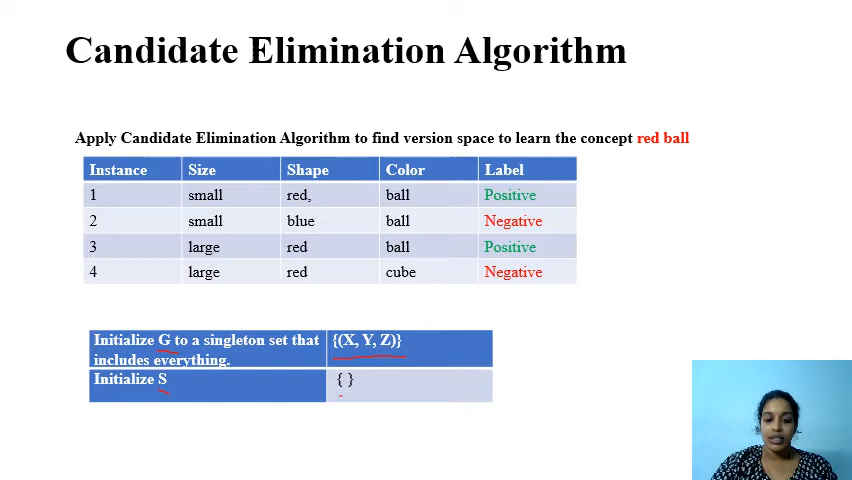 Candidate Elimination Algorithm
Apply Candidate Elimination Algorithm to find version space to learn the concept red ball
Instance Size Shape Color Label
1 small red, ball Positive
2 small blue ball Negative
3 large red ball Positive
4 large red cube Negative
Initialize G to a singleton set that {(X, Y, Z)}
includes everything.
Initialize S { }